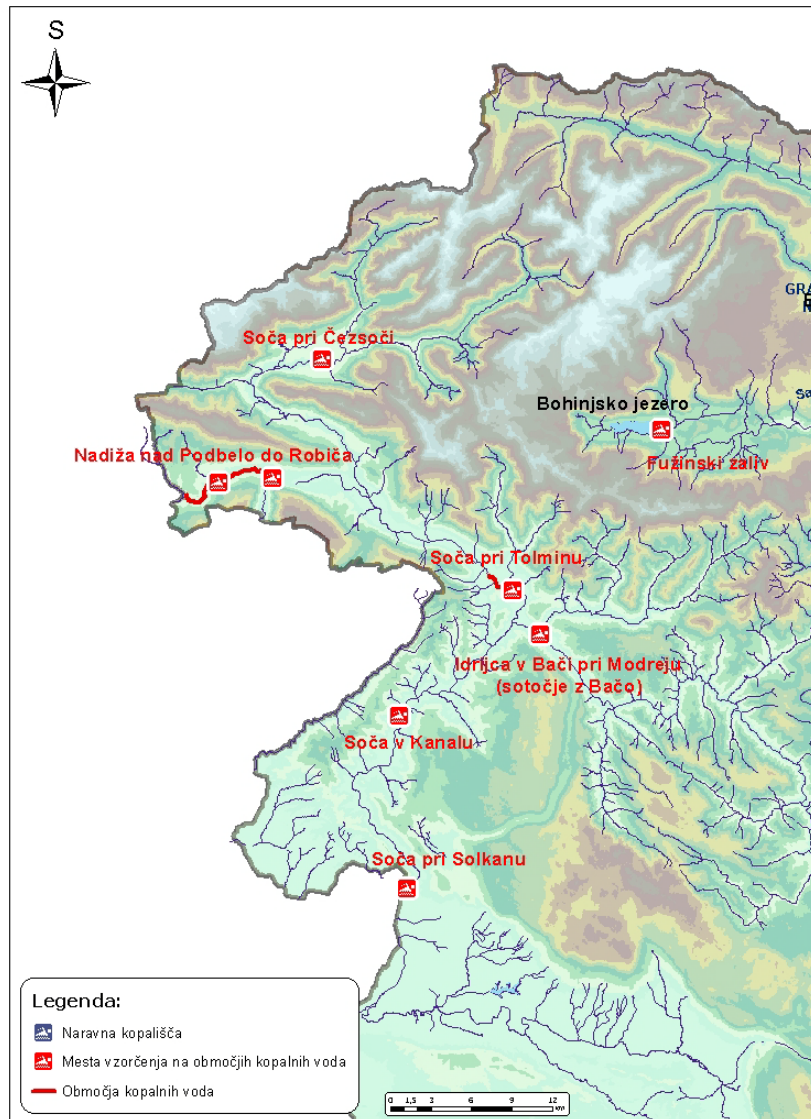 S
GRA
Soča pri Čezsoči
Sa
Bohinjsko jezero
Nadiža nad Podbelo do Robiča
Fužinski zaliv
Soča pri Tolminu
Idrijca v Bači pri Modreju
(sotočje z Bačo)
Soča v Kanalu
Soča pri Solkanu
Legenda:
Naravna kopališča
Mesta vzorčenja na območjih kopalnih voda
Območja kopalnih voda
0 1,5 3 6 9 12